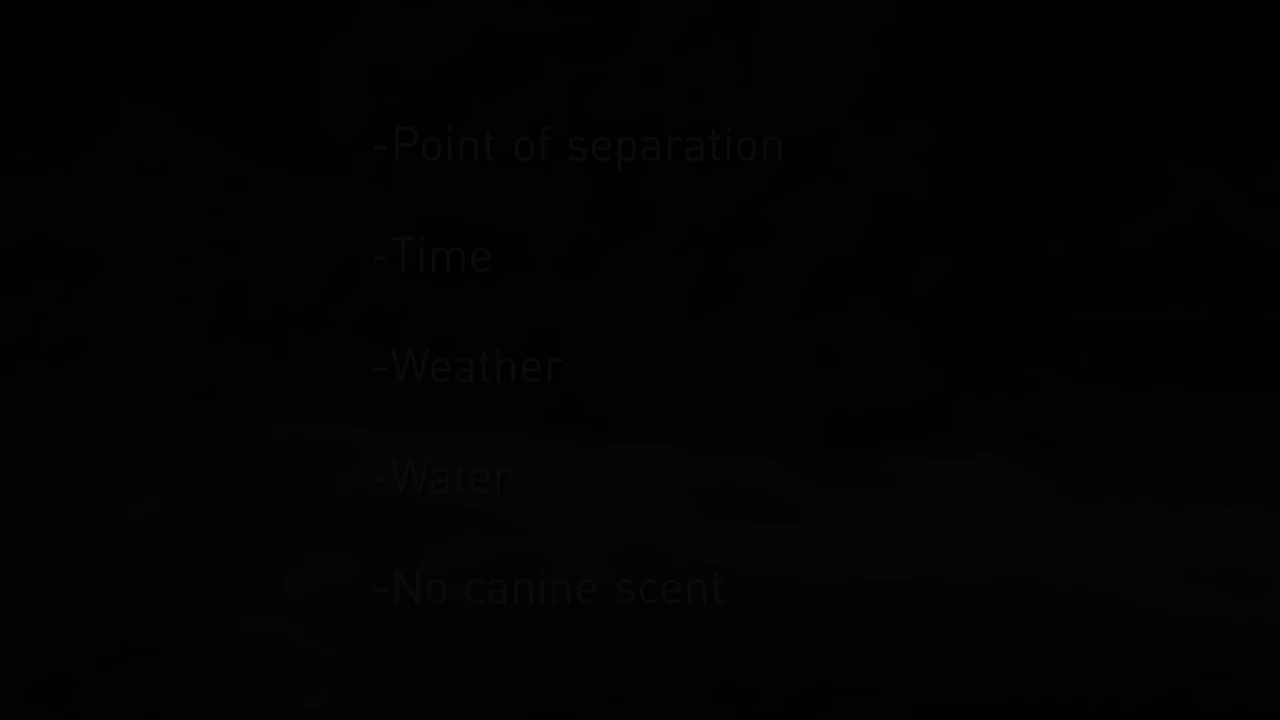 -Point of separation
-Time
-Weather
-Water
-No canine scent